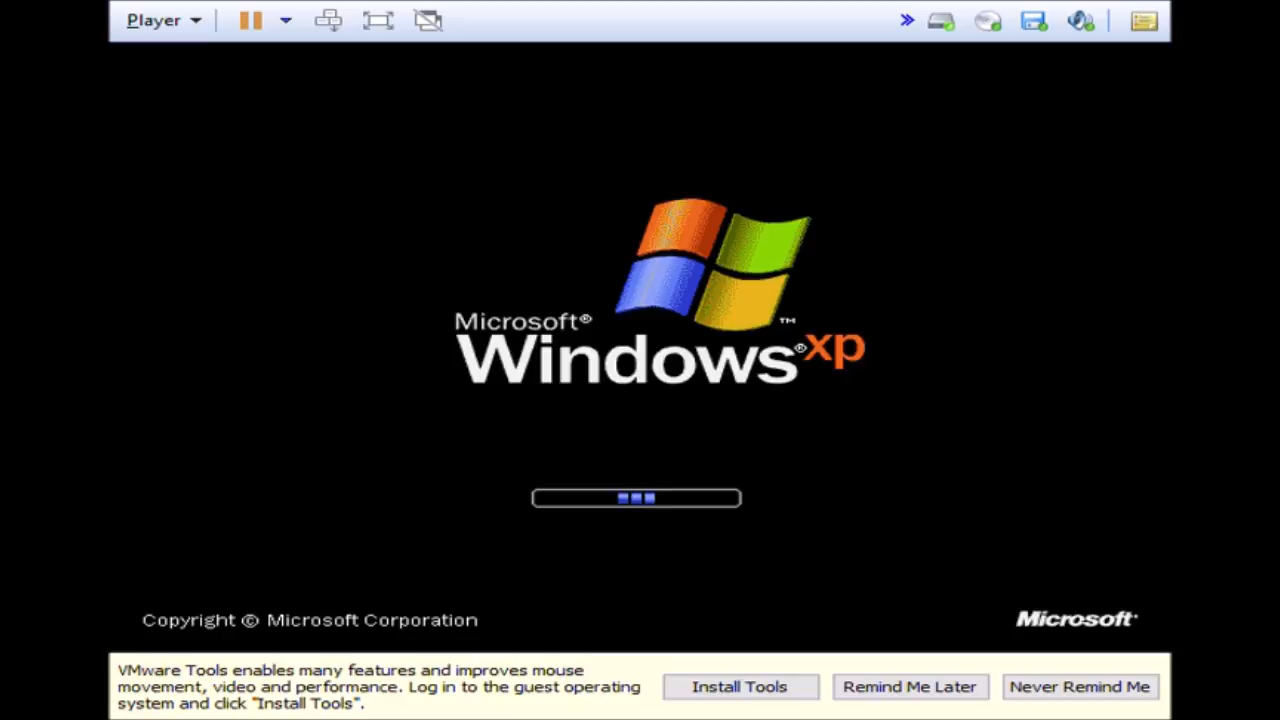 Player
Microsoft®
Windows® xp ™
Copyright © Microsoft Corporation
Microsoft®
VMware Tools enables many features and improves mouse
movement, video and performance. Log in to the guest operating
system and click "Install Tools".
Install Tools
Remind Me Later
Never Remind Me